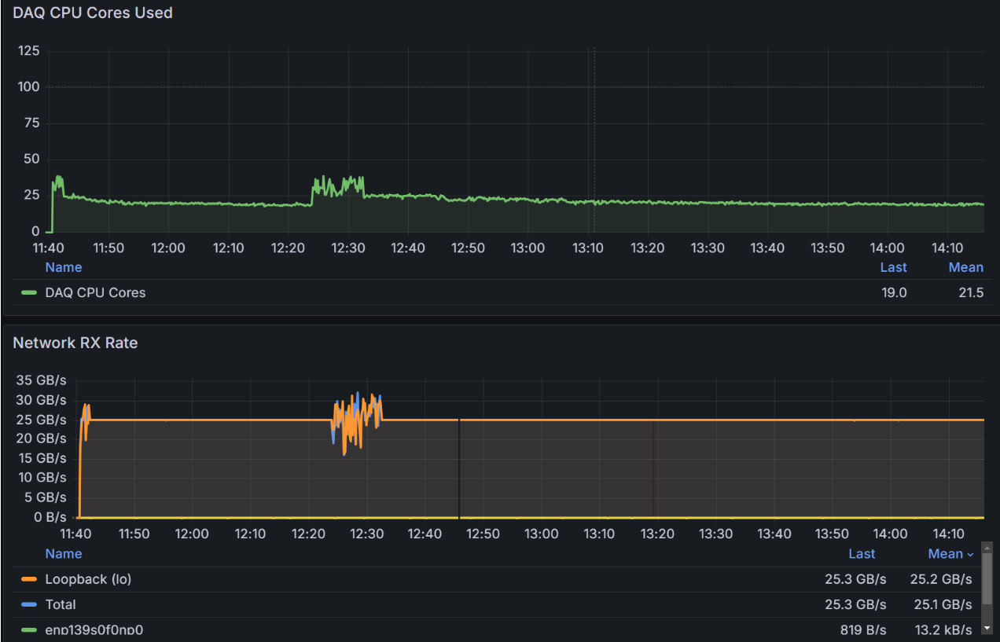 DAQ CPU Cores Used
125
100
75
50
25
0
11:40 11:50 12:00 12:10 12:20 12:30 12:40 12:50 13:00 13:10 13:20 13:30 13:40 13:50 14:00 14:10
Name Last Mean
DAQ CPU Cores 19.0 21.5
Network RX Rate
35 GB/s
30 GB/s
25 GB/s
20 GB/s
15 GB/s
10 GB/s
5 GB/s
0 B/s
11:40 11:50 12:00 12:10 12:20 12:30 12:40 12:50 13:00 13:10 13:20 13:30 13:40 13:50 14:00 14:10
Name Last Mean
Loopback (lo) 25.3 GB/s 25.2 GB/s
Total 25.3 GB/s 25.1 GB/s
enp139s0f0np0 819 B/s 13.2 kB/s